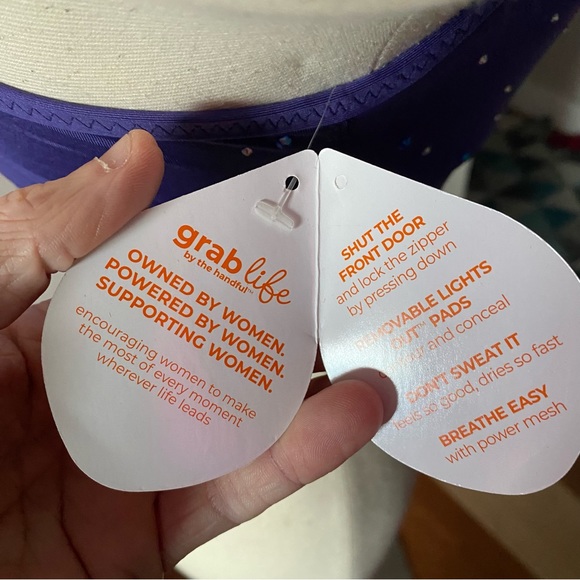 grab life
by the handful™
OWNED BY WOMEN.
POWERED BY WOMEN.
SUPPORTING WOMEN.
encouraging women to make
the most of every moment
wherever life leads
SHUT THE
FRONT DOOR
and lock the zipper
by pressing down
REMOVABLE LIGHTS
OUT™ PADS
and conceal
DON'T SWEAT IT
feels so good, dries so fast
BREATHE EASY
with power mesh